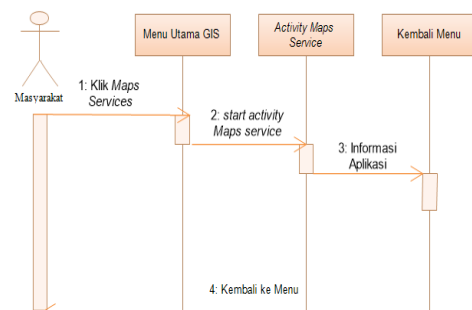 Menu Utama GIS
Activity Maps
Service
Kembali Menu
1: Klik Maps
Services
Masyarakat
2: start activity
Maps service
3: Informasi
Aplikasi
4: Kembali ke Menu